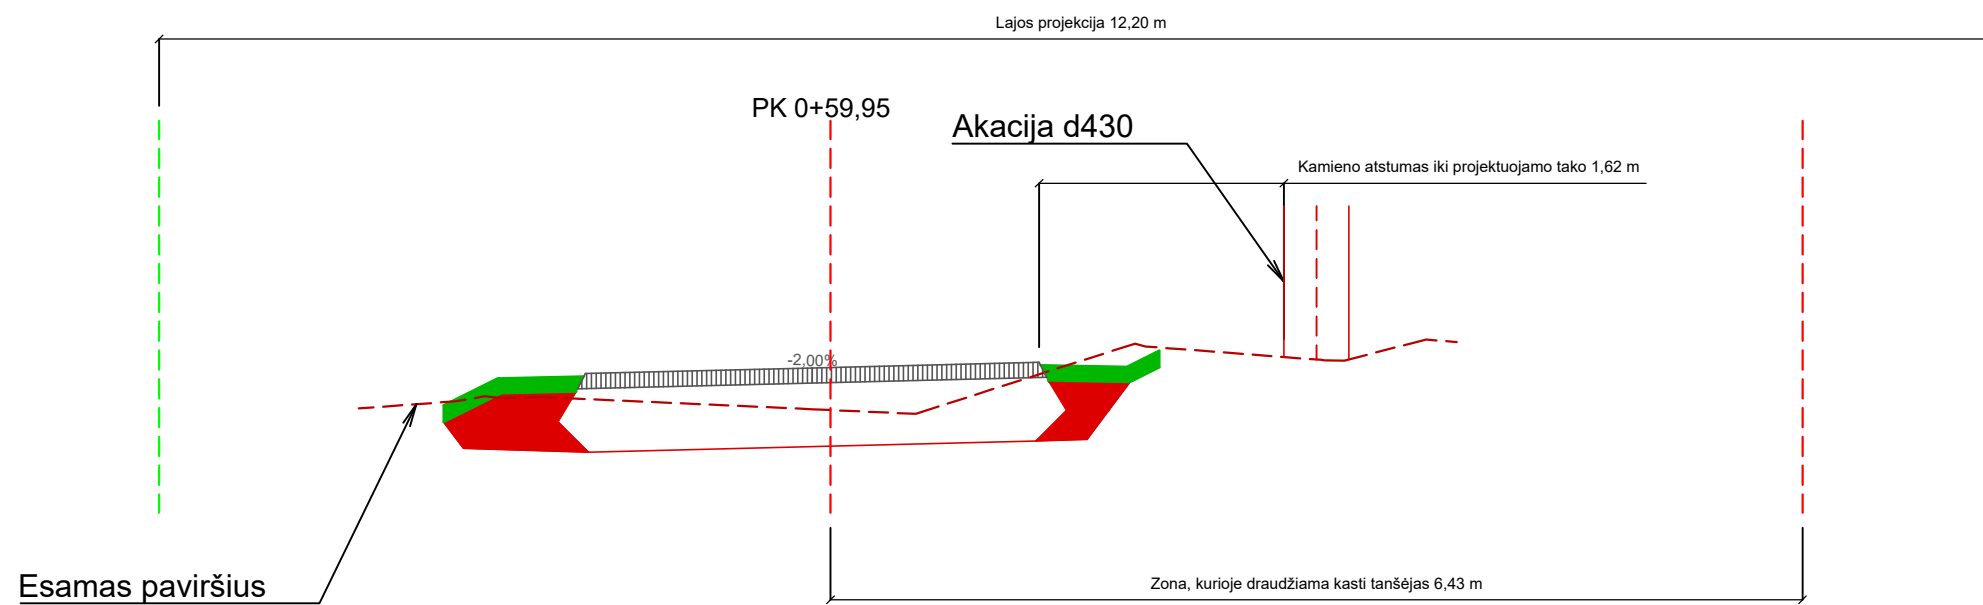 Lajos projekcija 12,20 m
PK 0+59,95
Akacija d430
Kamieno atstumas iki projektuojamo tako 1,62 m
-2,00%
Esamas paviršius
Zona, kurioje draudžiama kasti tanšėjas 6,43 m